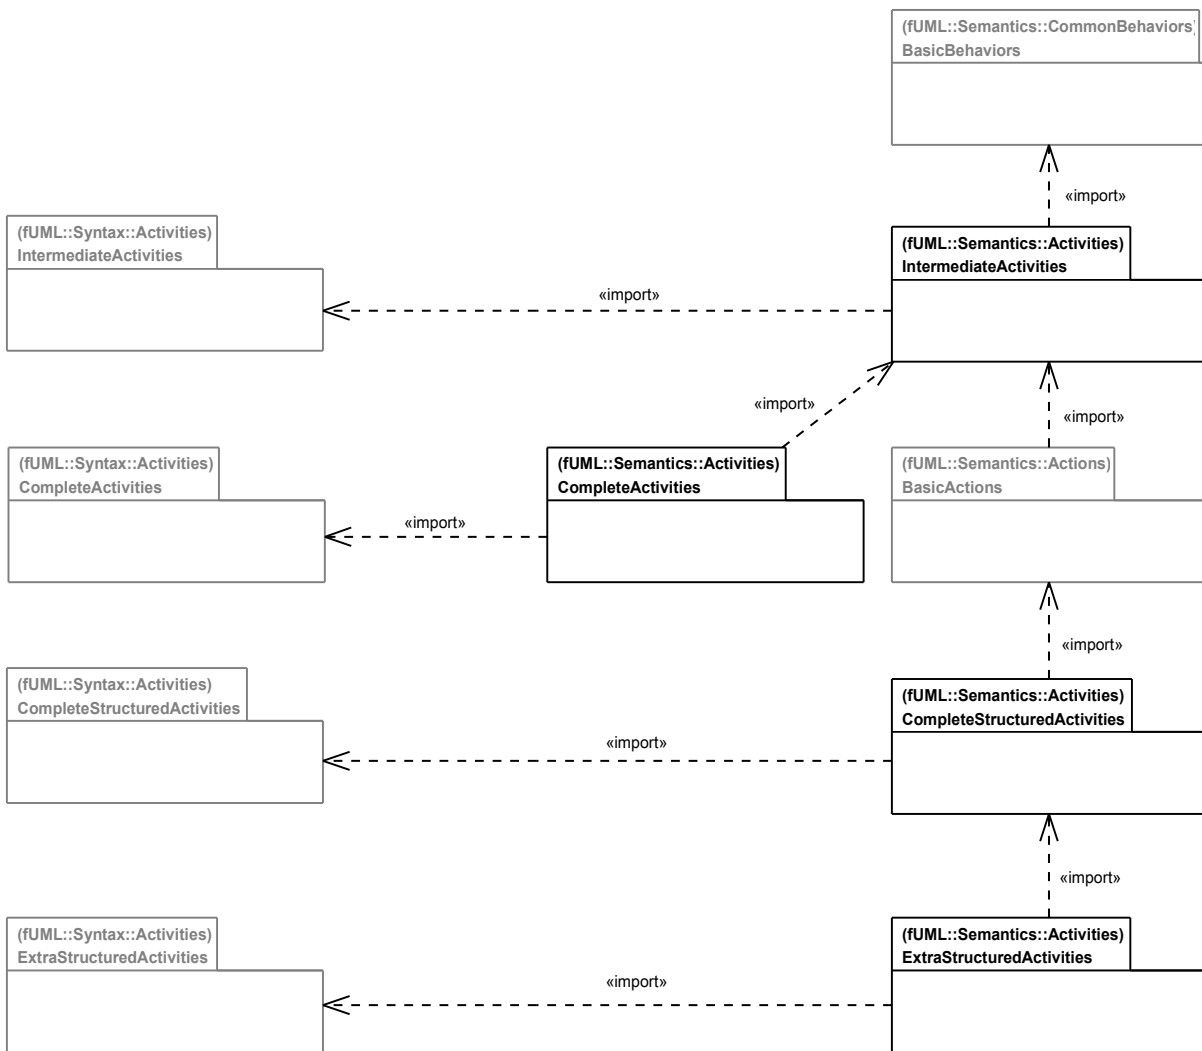 (fUML::Semantics::CommonBehaviors)
BasicBehaviors
«import»
(fUML::Syntax::Activities)
IntermediateActivities
(fUML::Semantics::Activities)
IntermediateActivities
«import»
«import»
«import»
(fUML::Syntax::Activities)
CompleteActivities
(fUML::Semantics::Activities)
CompleteActivities
(fUML::Semantics::Actions)
BasicActions
«import»
«import»
(fUML::Syntax::Activities)
CompleteStructuredActivities
(fUML::Semantics::Activities)
CompleteStructuredActivities
«import»
«import»
(fUML::Syntax::Activities)
ExtraStructuredActivities
(fUML::Semantics::Activities)
ExtraStructuredActivities
«import»